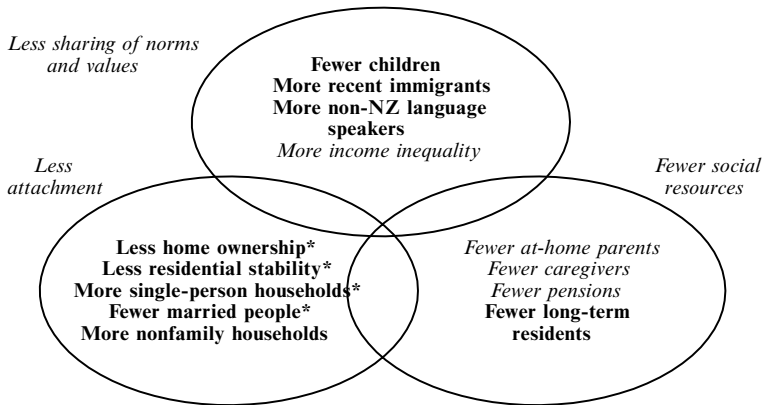 Less sharing of norms
and values
Fewer children
More recent immigrants
More non-NZ language
speakers
More income inequality
Less
attachment
Fewer social
resources
Less home ownership*
Less residential stability*
More single-person households*
Fewer married people*
More nonfamily households
Fewer at-home parents
Fewer caregivers
Fewer pensions
Fewer long-term
residents